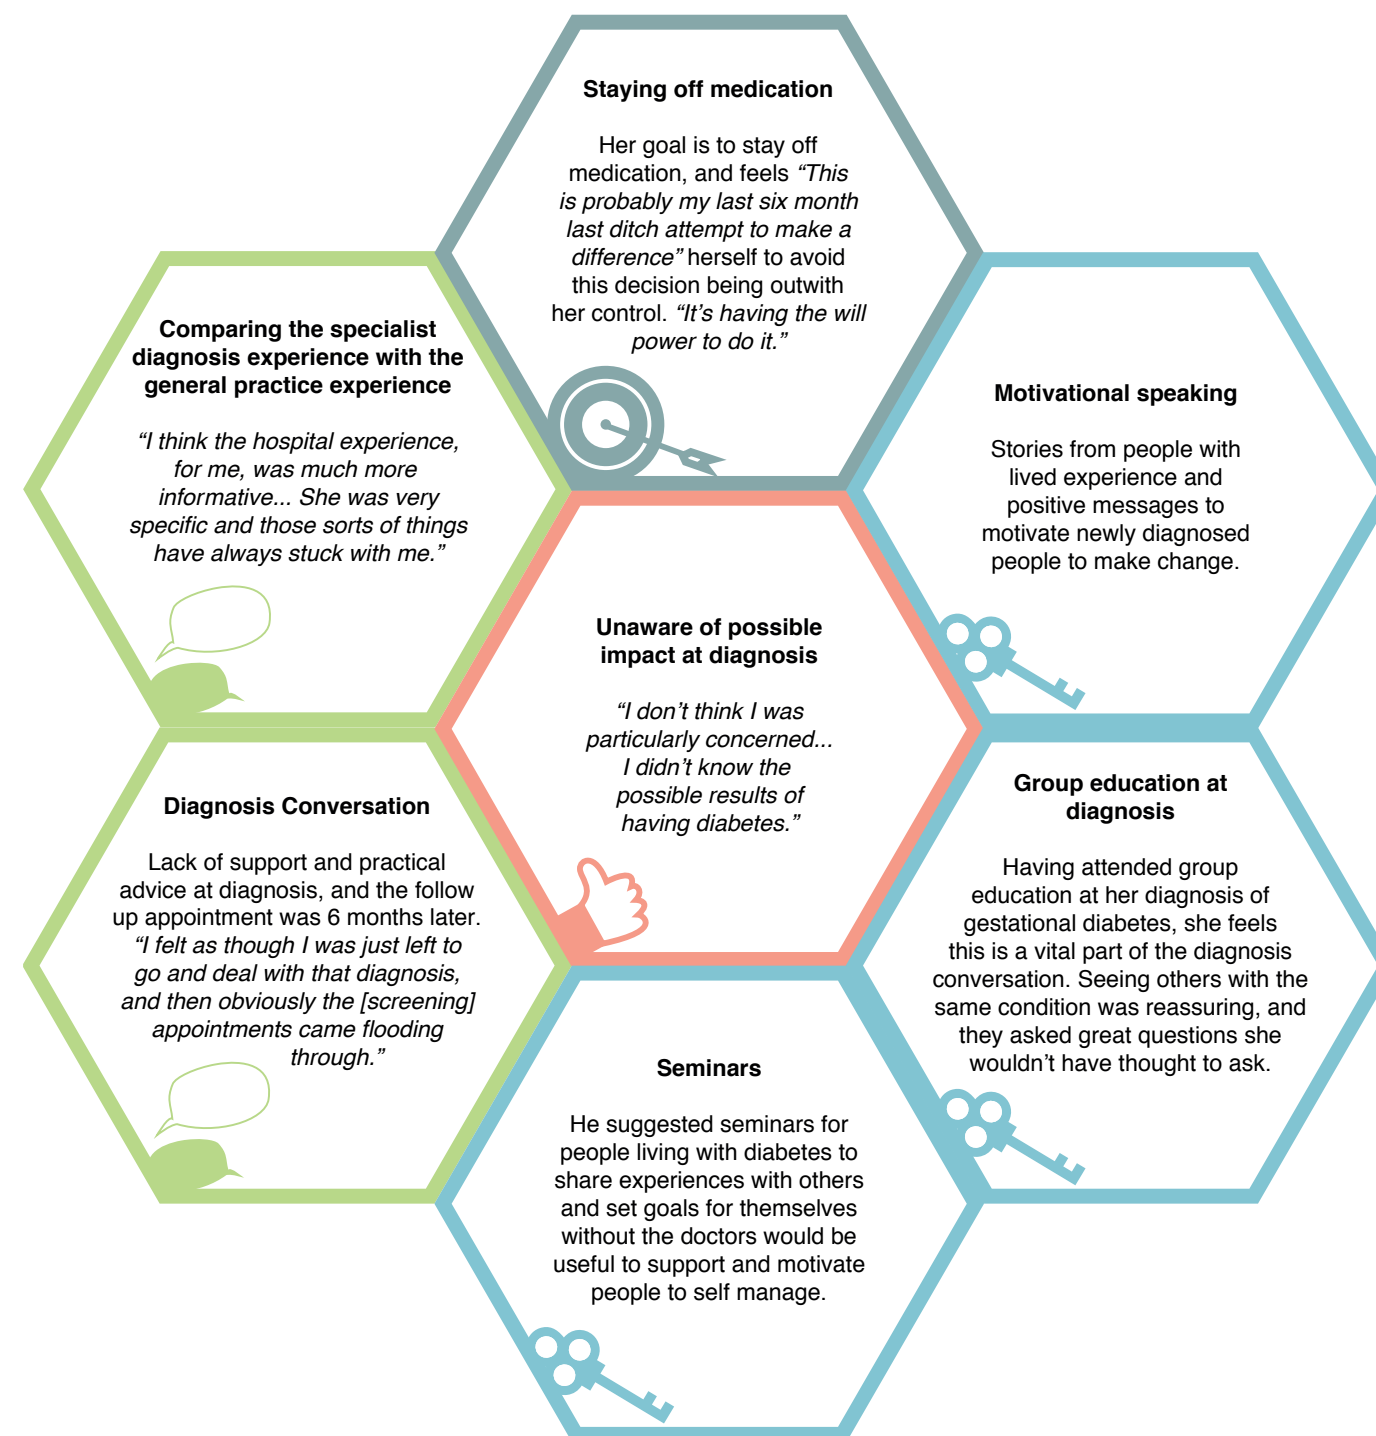 Staying off medication
Her goal is to stay off
medication, and feels “This
is probably my last six month
last ditch attempt to make a
difference” herself to avoid
this decision being outwith
her control. “It’s having the will
power to do it.”
Comparing the specialist
diagnosis experience with the
general practice experience
“I think the hospital experience,
for me, was much more
informative... She was very
specific and those sorts of things
have always stuck with me.”
Motivational speaking
Stories from people with
lived experience and
positive messages to
motivate newly diagnosed
people to make change.
Unaware of possible
impact at diagnosis
“I don’t think I was
particularly concerned...
I didn’t know the
possible results of
having diabetes.”
Diagnosis Conversation
Lack of support and practical
advice at diagnosis, and the follow
up appointment was 6 months later.
“I felt as though I was just left to
go and deal with that diagnosis,
and then obviously the [screening]
appointments came flooding
through.”
Group education at
diagnosis
Having attended group
education at her diagnosis of
gestational diabetes, she feels
this is a vital part of the diagnosis
conversation. Seeing others with the
same condition was reassuring, and
they asked great questions she
wouldn’t have thought to ask.
Seminars
He suggested seminars for
people living with diabetes to
share experiences with others
and set goals for themselves
without the doctors would be
useful to support and motivate
people to self manage.